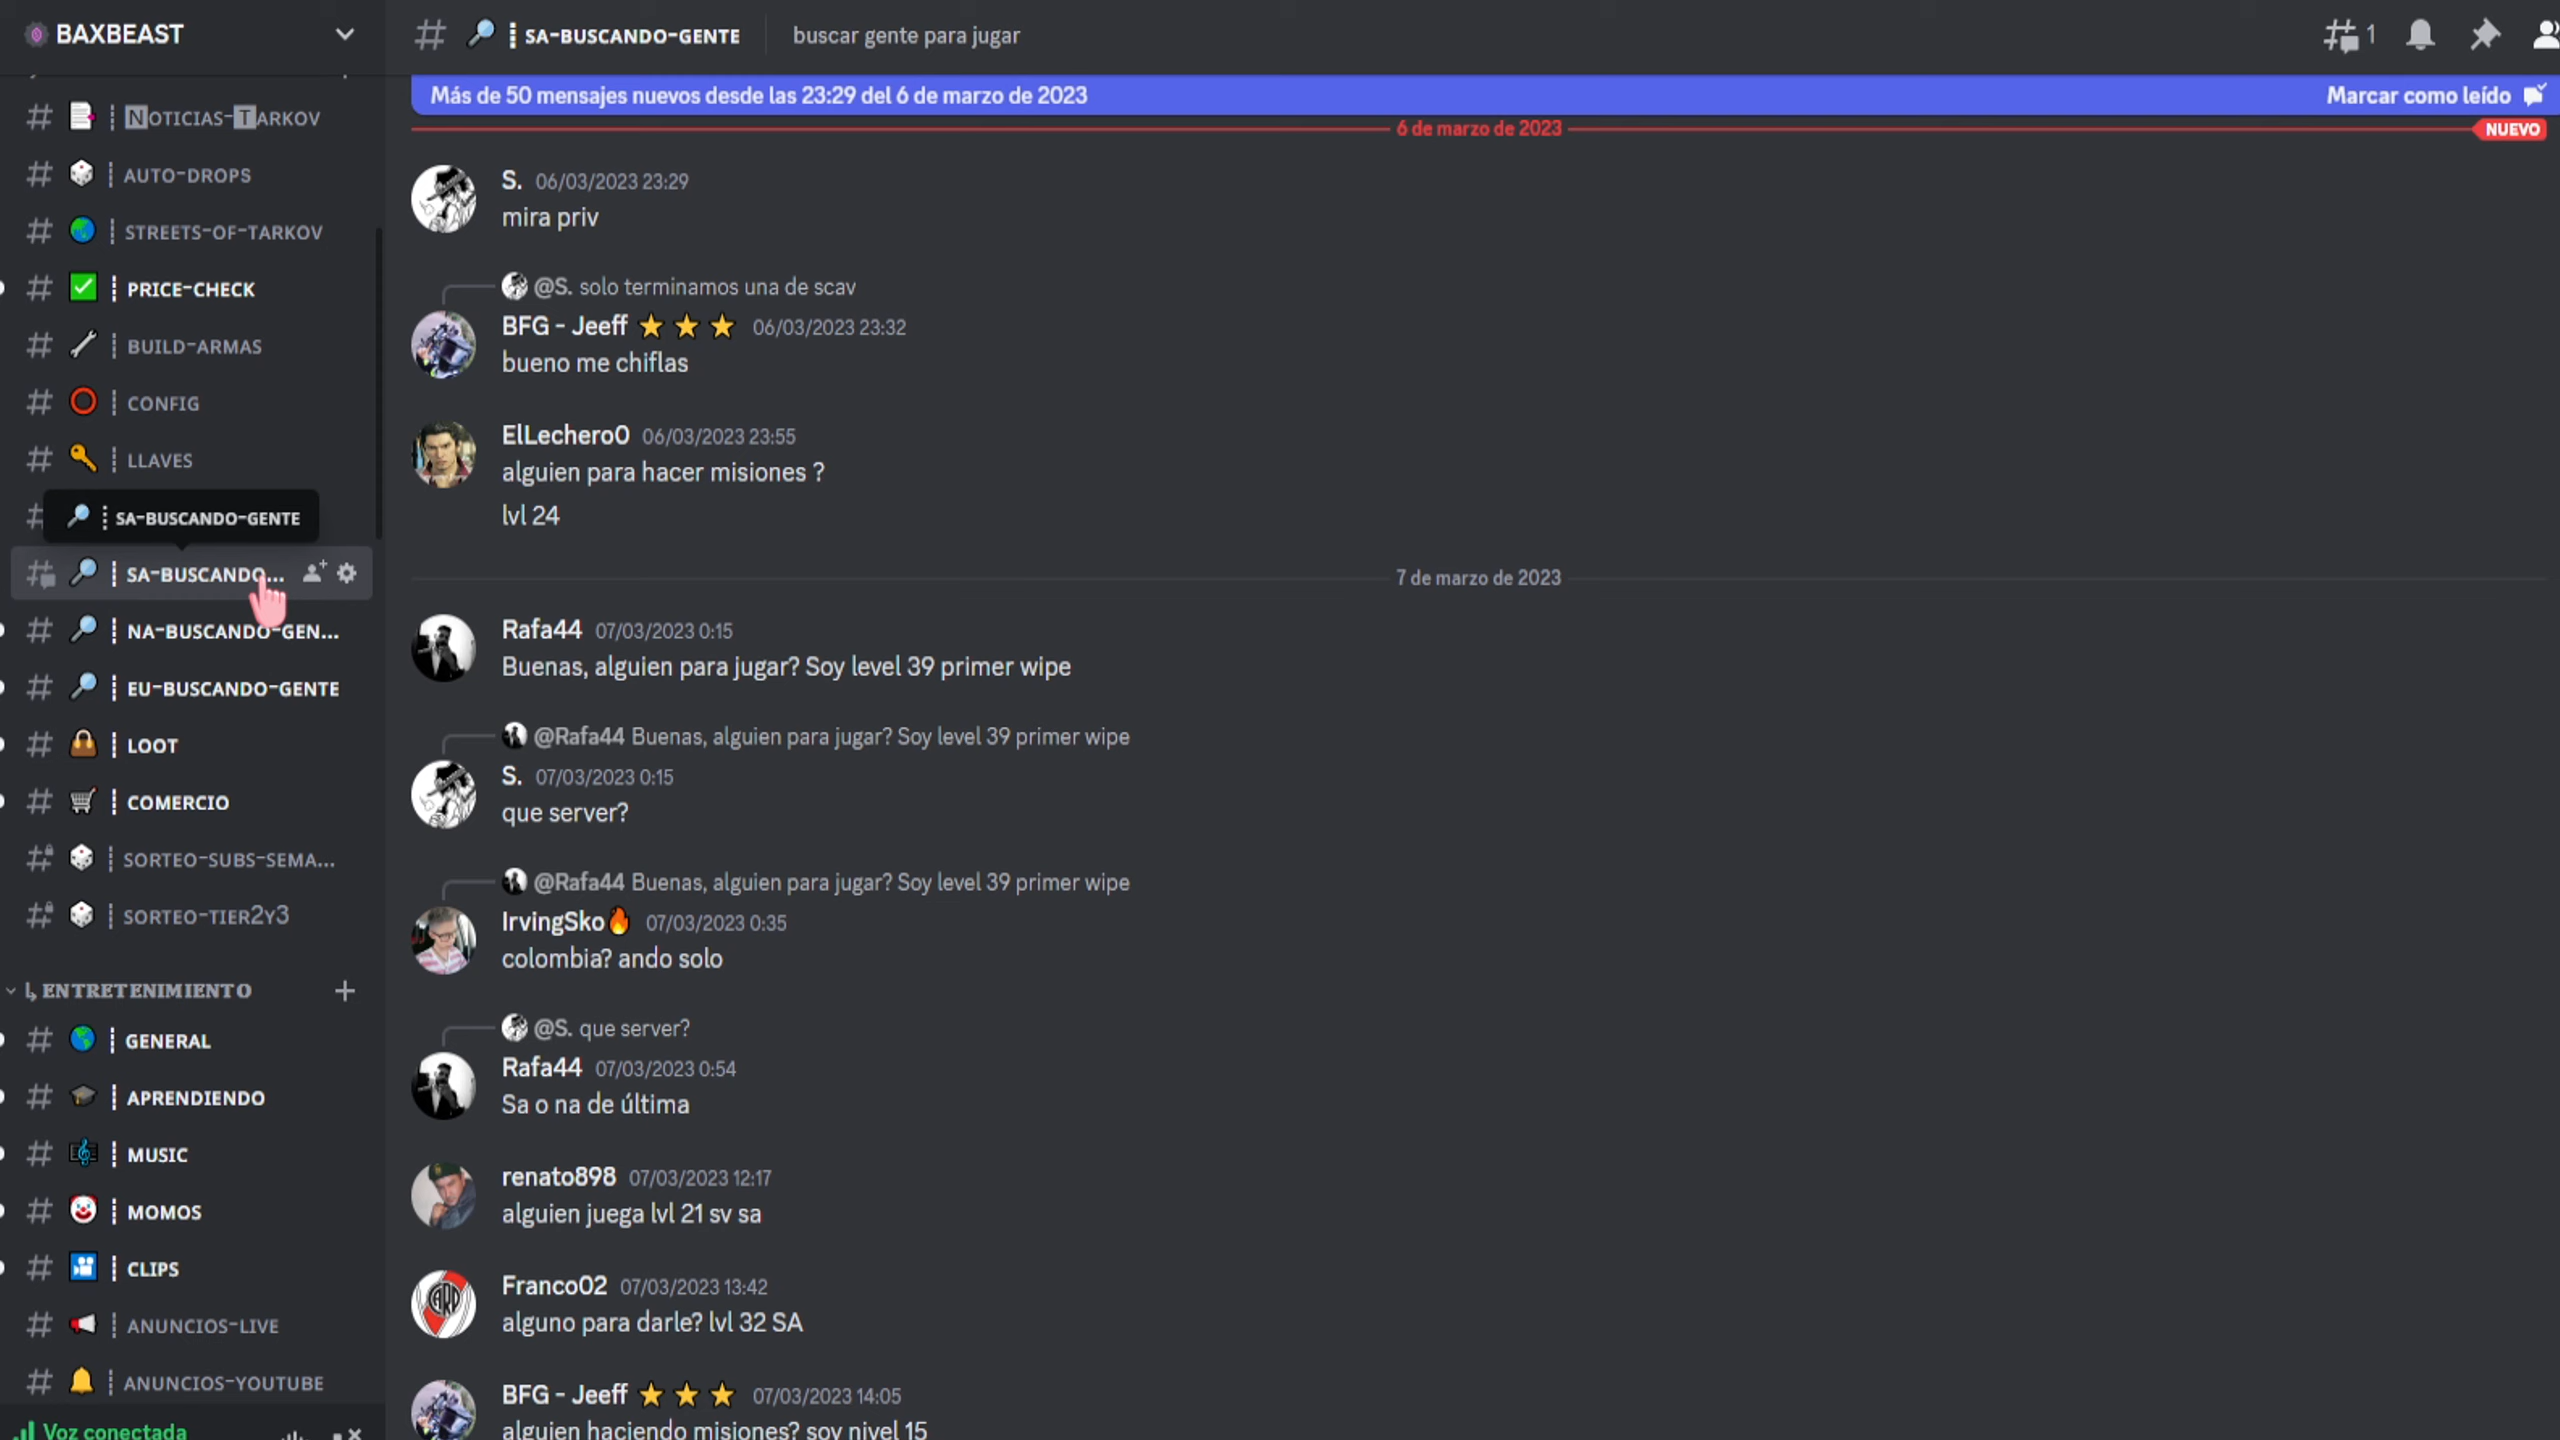 BAXBEAST
NOTICIAS-TARKOV
AUTO-DROPS
STREETS-OF-TARKOV
PRICE-CHECK
BUILD-ARMAS
CONFIG
LLAVES
SA-BUSCANDO-GENTE
SA-BUSCANDO...
NA-BUSCANDO-GEN...
EU-BUSCANDO-GENTE
LOOT
COMERCIO
SORTEO-SUBS-SEMA...
SORTEO-TIER2Y3
ENTRETENIMIENTO
GENERAL
APRENDIENDO
MUSIC
MOMOS
CLIPS
ANUNCIOS-LIVE
ANUNCIOS-YOUTUBE
Voz conectada
SA-BUSCANDO-GENTE buscar gente para jugar 1
Más de 50 mensajes nuevos desde las 23:29 del 6 de marzo de 2023 Marcar como leído
6 de marzo de 2023 NUEVO
S. 06/03/2023 23:29
mira priv
@S. solo terminamos una de scav
BFG - Jeeff ⭐ ⭐ ⭐ 06/03/2023 23:32
bueno me chiflas
ElLechero0 06/03/2023 23:55
alguien para hacer misiones ?
lvl 24
7 de marzo de 2023
Rafa44 07/03/2023 0:15
Buenas, alguien para jugar? Soy level 39 primer wipe
@Rafa44 Buenas, alguien para jugar? Soy level 39 primer wipe
S. 07/03/2023 0:15
que server?
@Rafa44 Buenas, alguien para jugar? Soy level 39 primer wipe
IrvingSko🔥 07/03/2023 0:35
colombia? ando solo
@S. que server?
Rafa44 07/03/2023 0:54
Sa o na de última
renato898 07/03/2023 12:17
alguien juega lvl 21 sv sa
Franco02 07/03/2023 13:42
alguno para darle? lvl 32 SA
BFG - Jeeff ⭐ ⭐ ⭐ 07/03/2023 14:05
alguien haciendo misiones? soy nivel 15